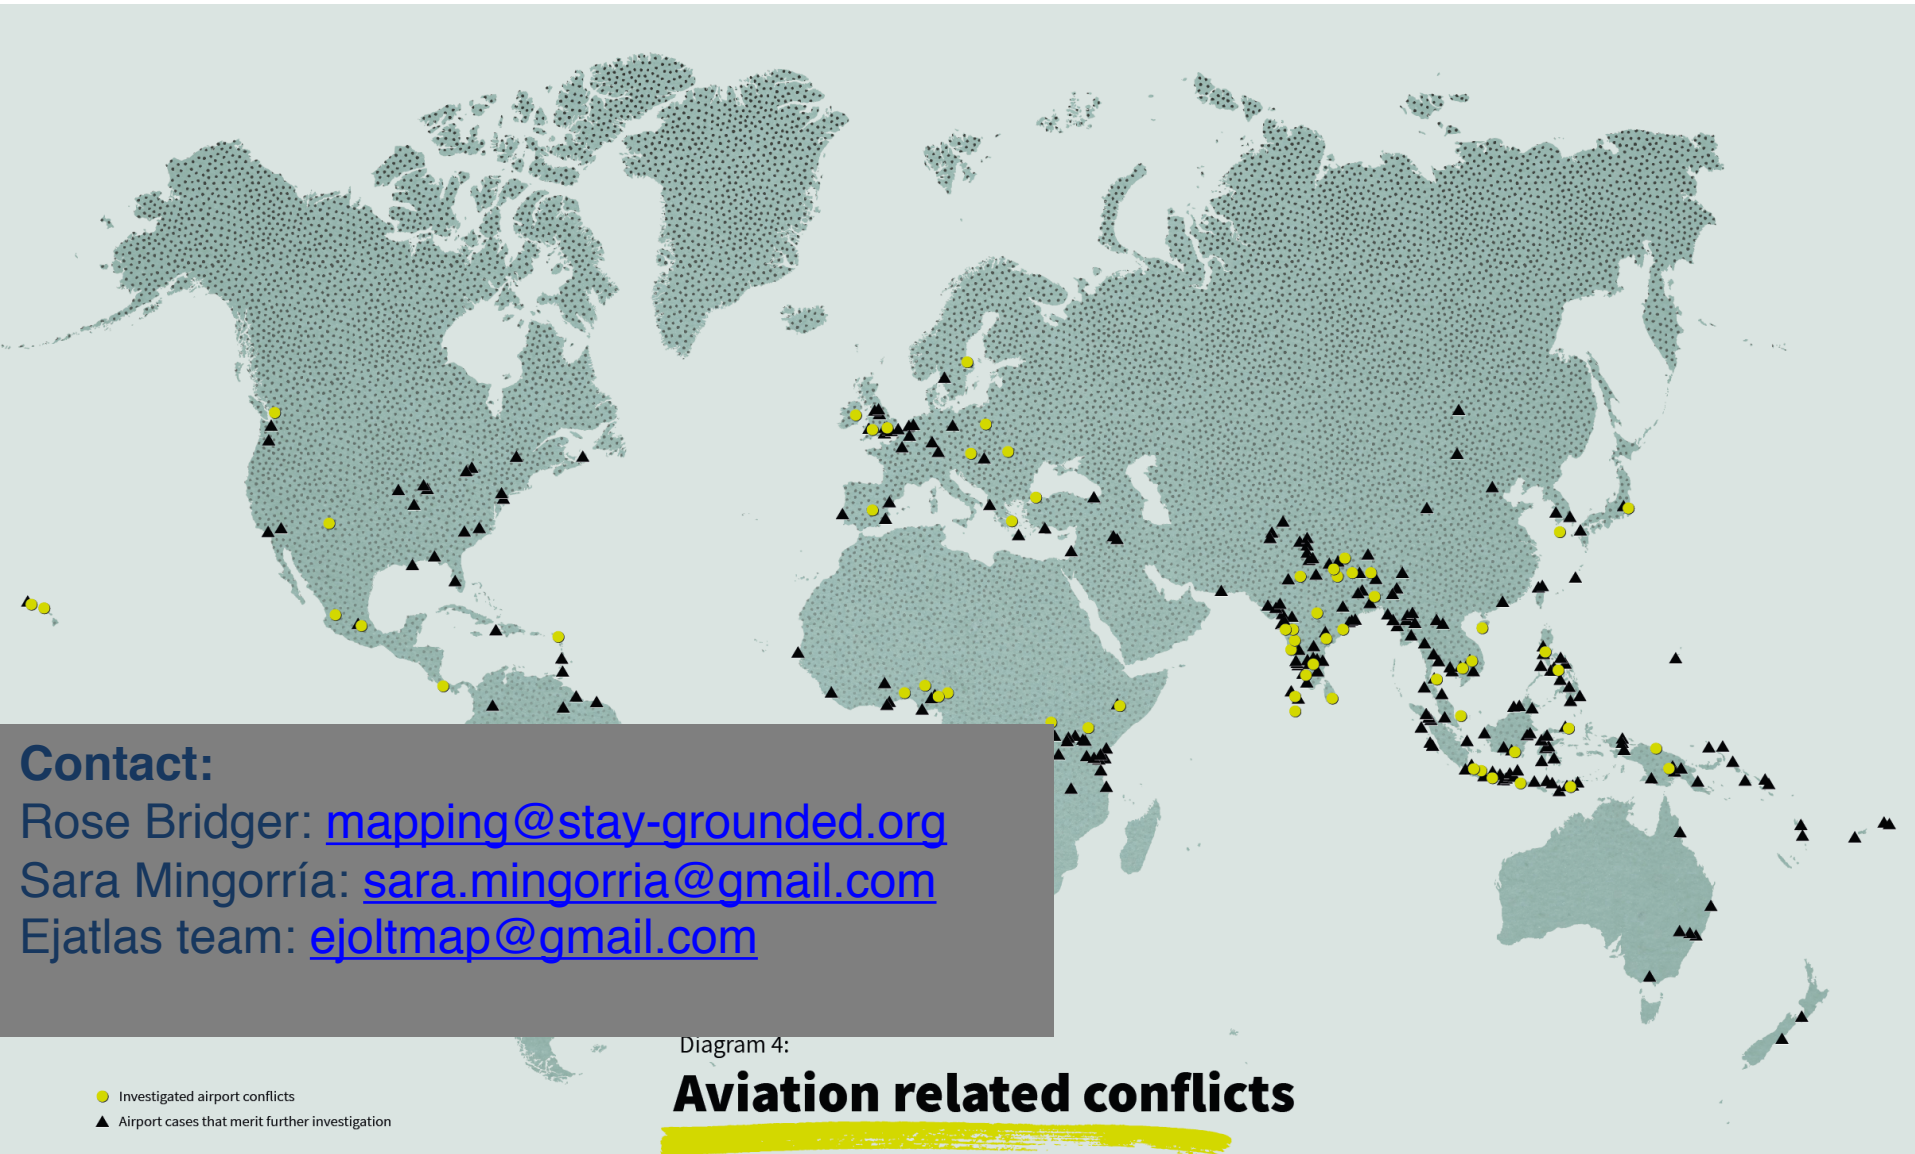 Contact:
Rose Bridger: mapping@stay-grounded.org
Sara Mingorría: sara.mingorria@gmail.com
Ejatlas team: ejoltmap@gmail.com
Diagram 4:
Aviation related conflicts
Investigated airport conflicts
Airport cases that merit further investigation